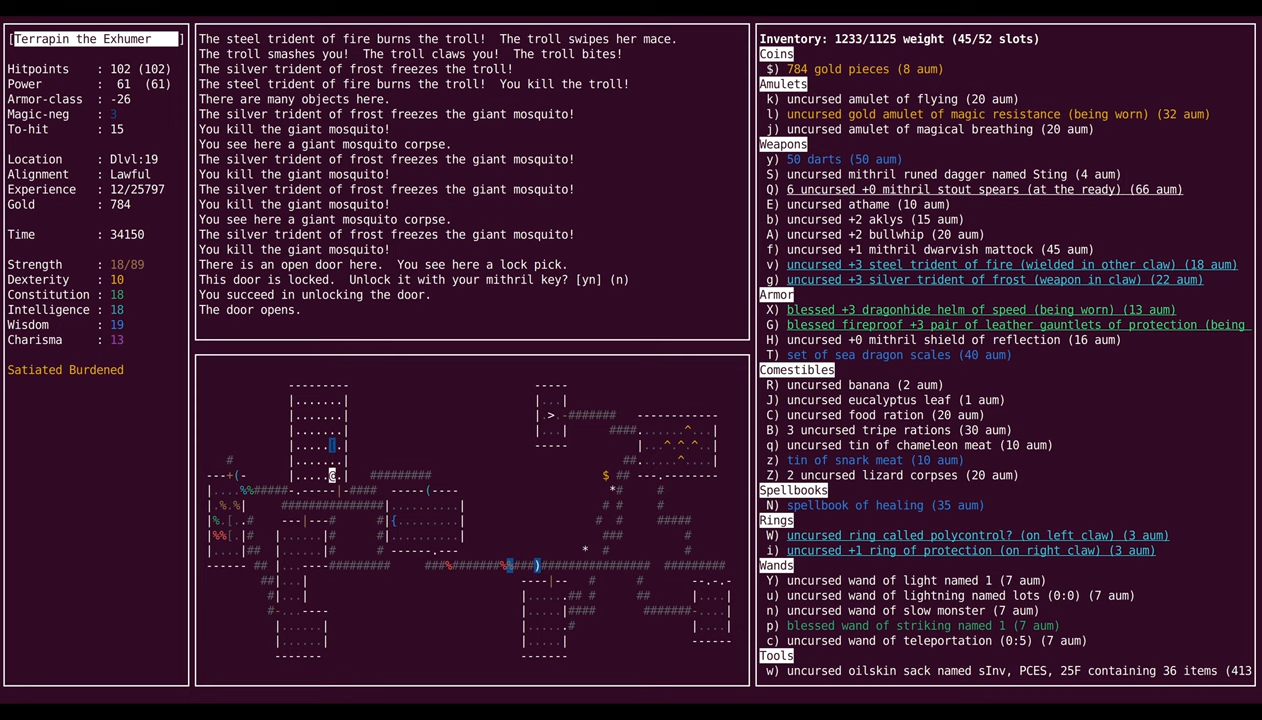 [Terrapin the Exhumer ]
Hitpoints : 102 (102)
Power : 61 (61)
Armor-class : -26
Magic-neg : 3
To-hit : 15
Location : Dlvl:19
Alignment : Lawful
Experience : 12/25797
Gold : 784
Time : 34150
Strength : 18/89
Dexterity : 10
Constitution : 18
Intelligence : 18
Wisdom : 19
Charisma : 13
Satiated Burdened
The steel trident of fire burns the troll! The troll swipes her mace.
The troll smashes you! The troll claws you! The troll bites!
The silver trident of frost freezes the troll!
The steel trident of fire burns the troll! You kill the troll!
There are many objects here.
The silver trident of frost freezes the giant mosquito!
You kill the giant mosquito!
You see here a giant mosquito corpse.
The silver trident of frost freezes the giant mosquito!
You kill the giant mosquito!
The silver trident of frost freezes the giant mosquito!
You kill the giant mosquito!
You see here a giant mosquito corpse.
The silver trident of frost freezes the giant mosquito!
You kill the giant mosquito!
There is an open door here. You see here a lock pick.
This door is locked. Unlock it with your mithril key? [yn] (n)
You succeed in unlocking the door.
The door opens.
Inventory: 1233/1125 weight (45/52 slots)
Coins
$) 784 gold pieces (8 aum)
Amulets
k) uncursed amulet of flying (20 aum)
l) uncursed gold amulet of magic resistance (being worn) (32 aum)
j) uncursed amulet of magical breathing (20 aum)
Weapons
y) 50 darts (50 aum)
S) uncursed mithril runed dagger named Sting (4 aum)
Q) 6 uncursed +0 mithril stout spears (at the ready) (66 aum)
E) uncursed athame (10 aum)
b) uncursed +2 aklys (15 aum)
A) uncursed +2 bullwhip (20 aum)
f) uncursed +1 mithril dwarvish mattock (45 aum)
v) uncursed +3 steel trident of fire (wielded in other claw) (18 aum)
g) uncursed +3 silver trident of frost (weapon in claw) (22 aum)
Armor
X) blessed +3 dragonhide helm of speed (being worn) (13 aum)
G) blessed fireproof +3 pair of leather gauntlets of protection (being
H) uncursed +0 mithril shield of reflection (16 aum)
T) set of sea dragon scales (40 aum)
Comestibles
R) uncursed banana (2 aum)
J) uncursed eucalyptus leaf (1 aum)
C) uncursed food ration (20 aum)
B) 3 uncursed tripe rations (30 aum)
q) uncursed tin of chameleon meat (10 aum)
z) tin of snark meat (10 aum)
Z) 2 uncursed lizard corpses (20 aum)
Spellbooks
N) spellbook of healing (35 aum)
Rings
W) uncursed ring called polycontrol? (on left claw) (3 aum)
i) uncursed +1 ring of protection (on right claw) (3 aum)
Wands
Y) uncursed wand of light named 1 (7 aum)
u) uncursed wand of lightning named lots (0:0) (7 aum)
n) uncursed wand of slow monster (7 aum)
p) blessed wand of striking named 1 (7 aum)
c) uncursed wand of teleportation (0:5) (7 aum)
Tools
w) uncursed oilskin sack named sInv, PCES, 25F containing 36 items (413